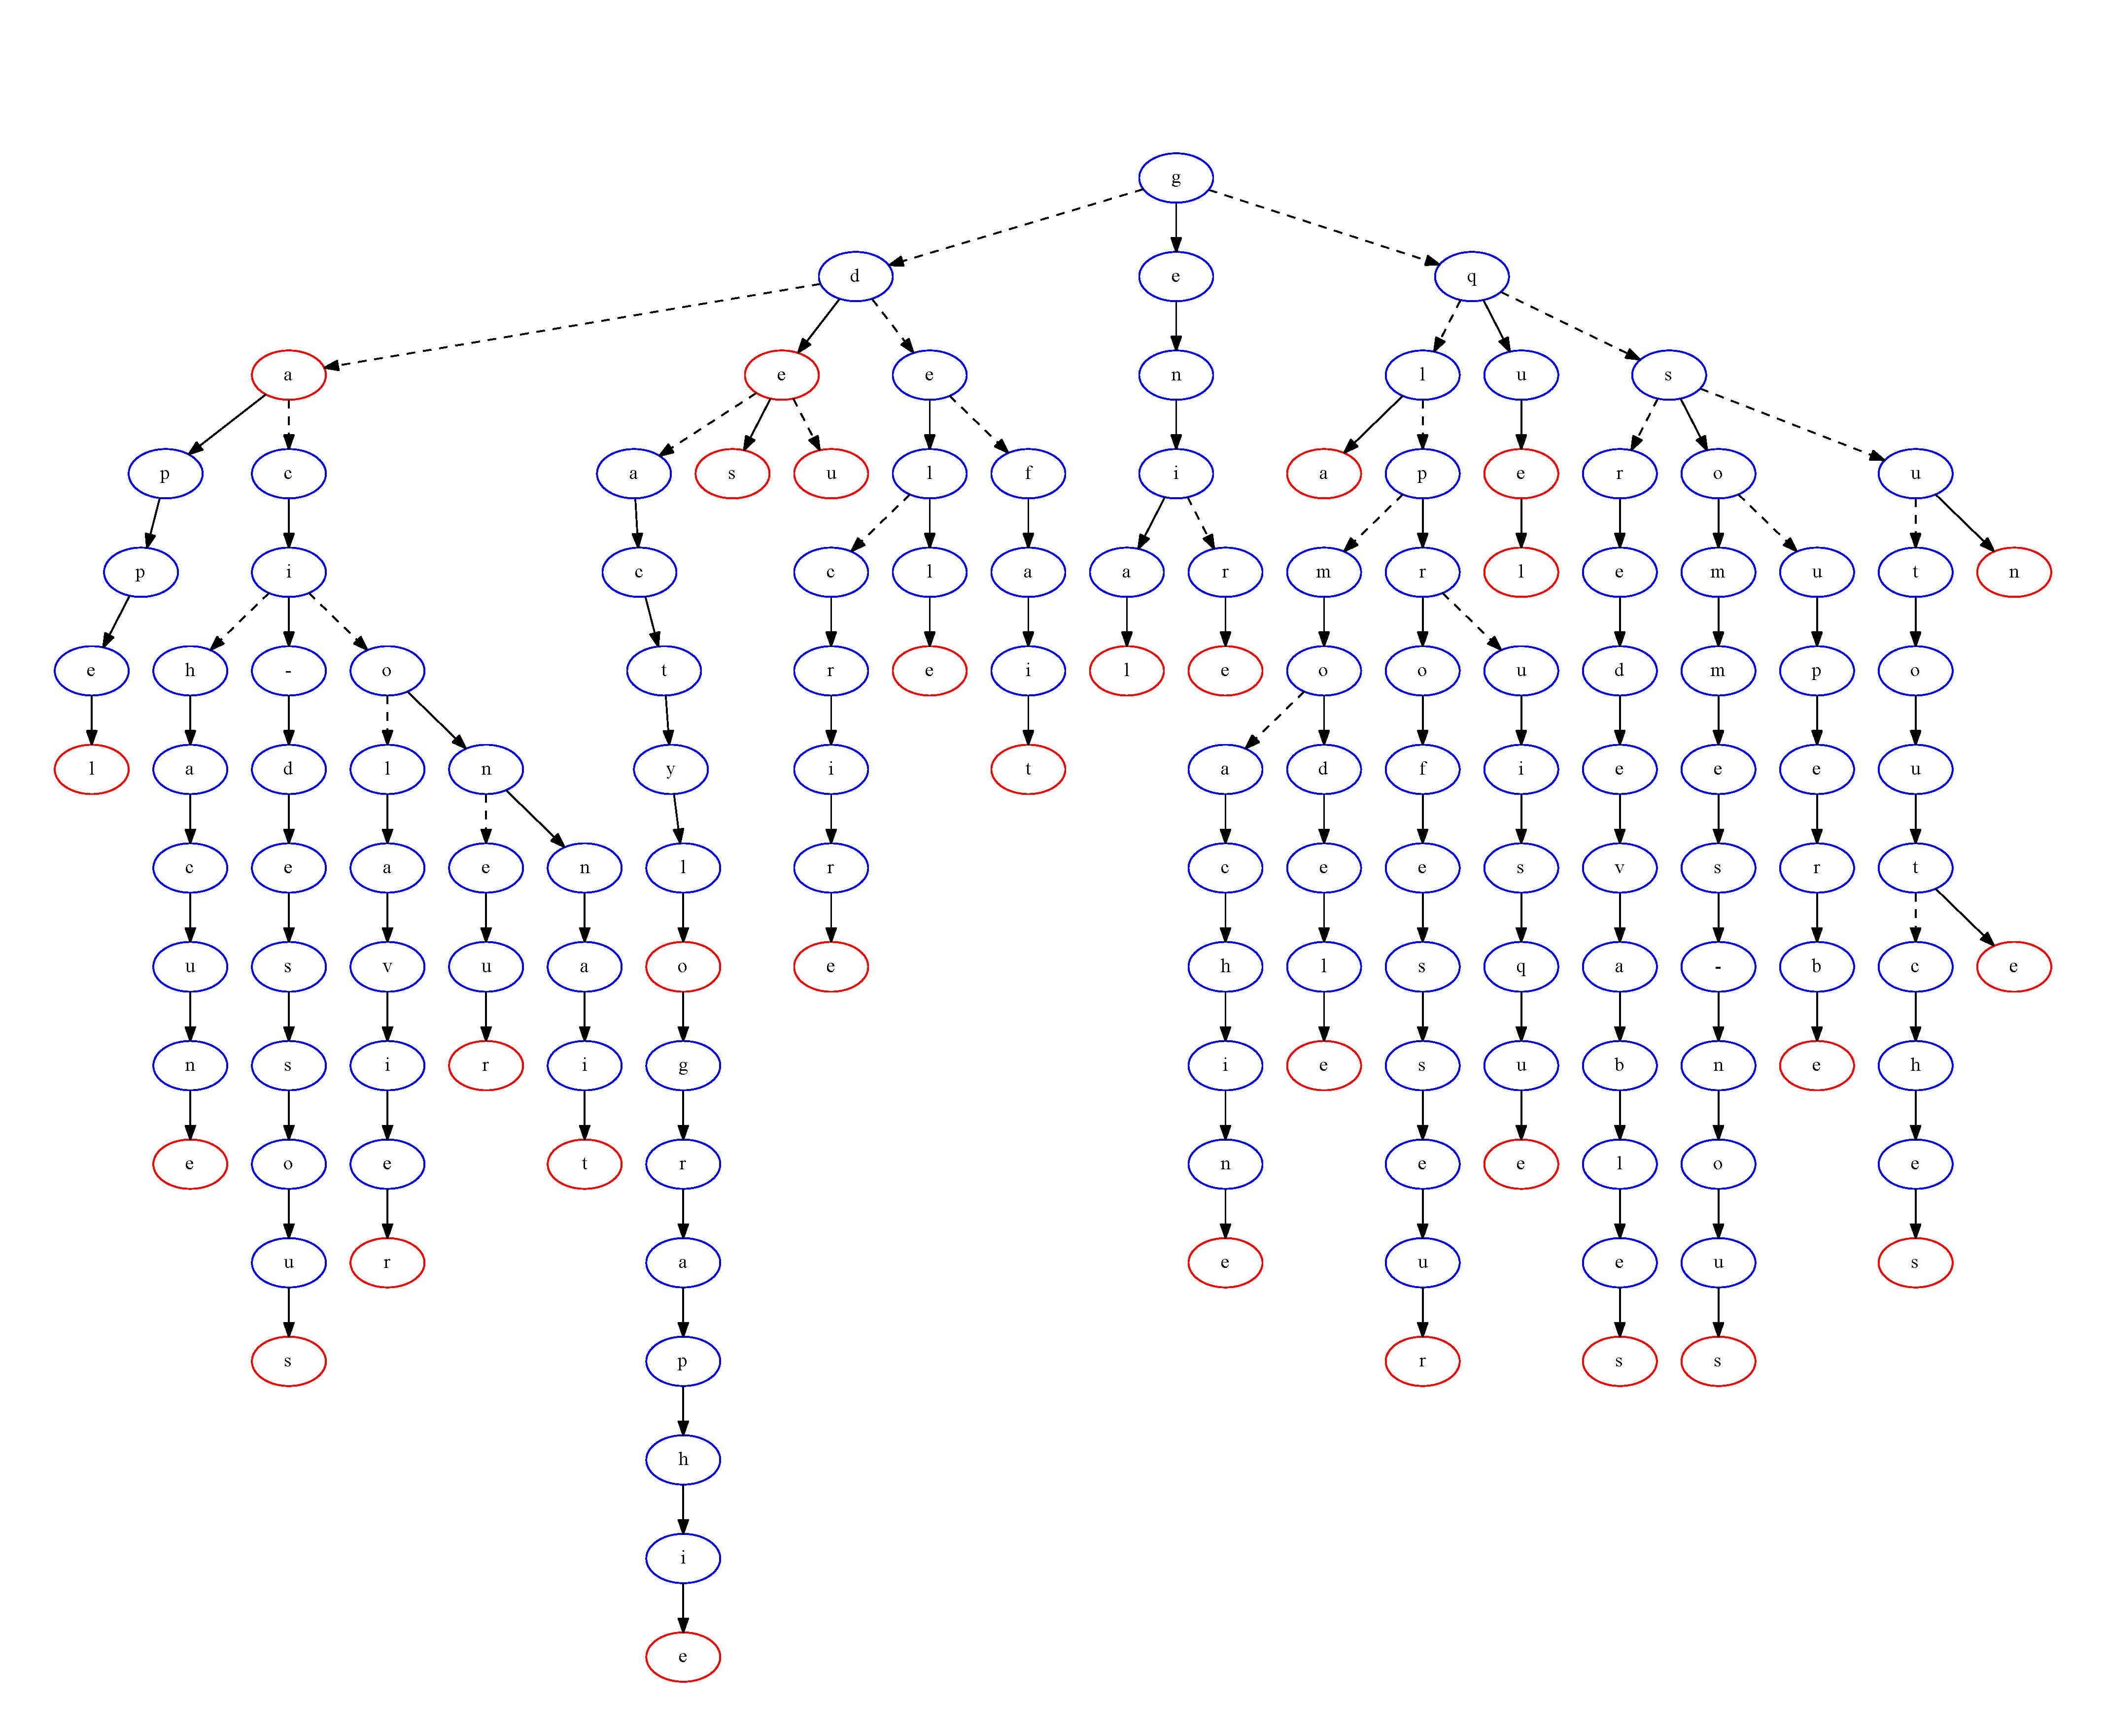 g
d e q
a e e n l u s
p c a s u l f i a p e r o u
p i c c l a a r m r l e m u t n
e h - o t r e i l e o o u d m p o
l a d l n y i t a d f i e e e u
c e a e n l r c e e s v s r t
u s v u a o e h l s q a - b c e
n s i r i g i e s u b n e h
e o e t r n e e l o e
u r a e u e u s
s p r s s
h
i
e